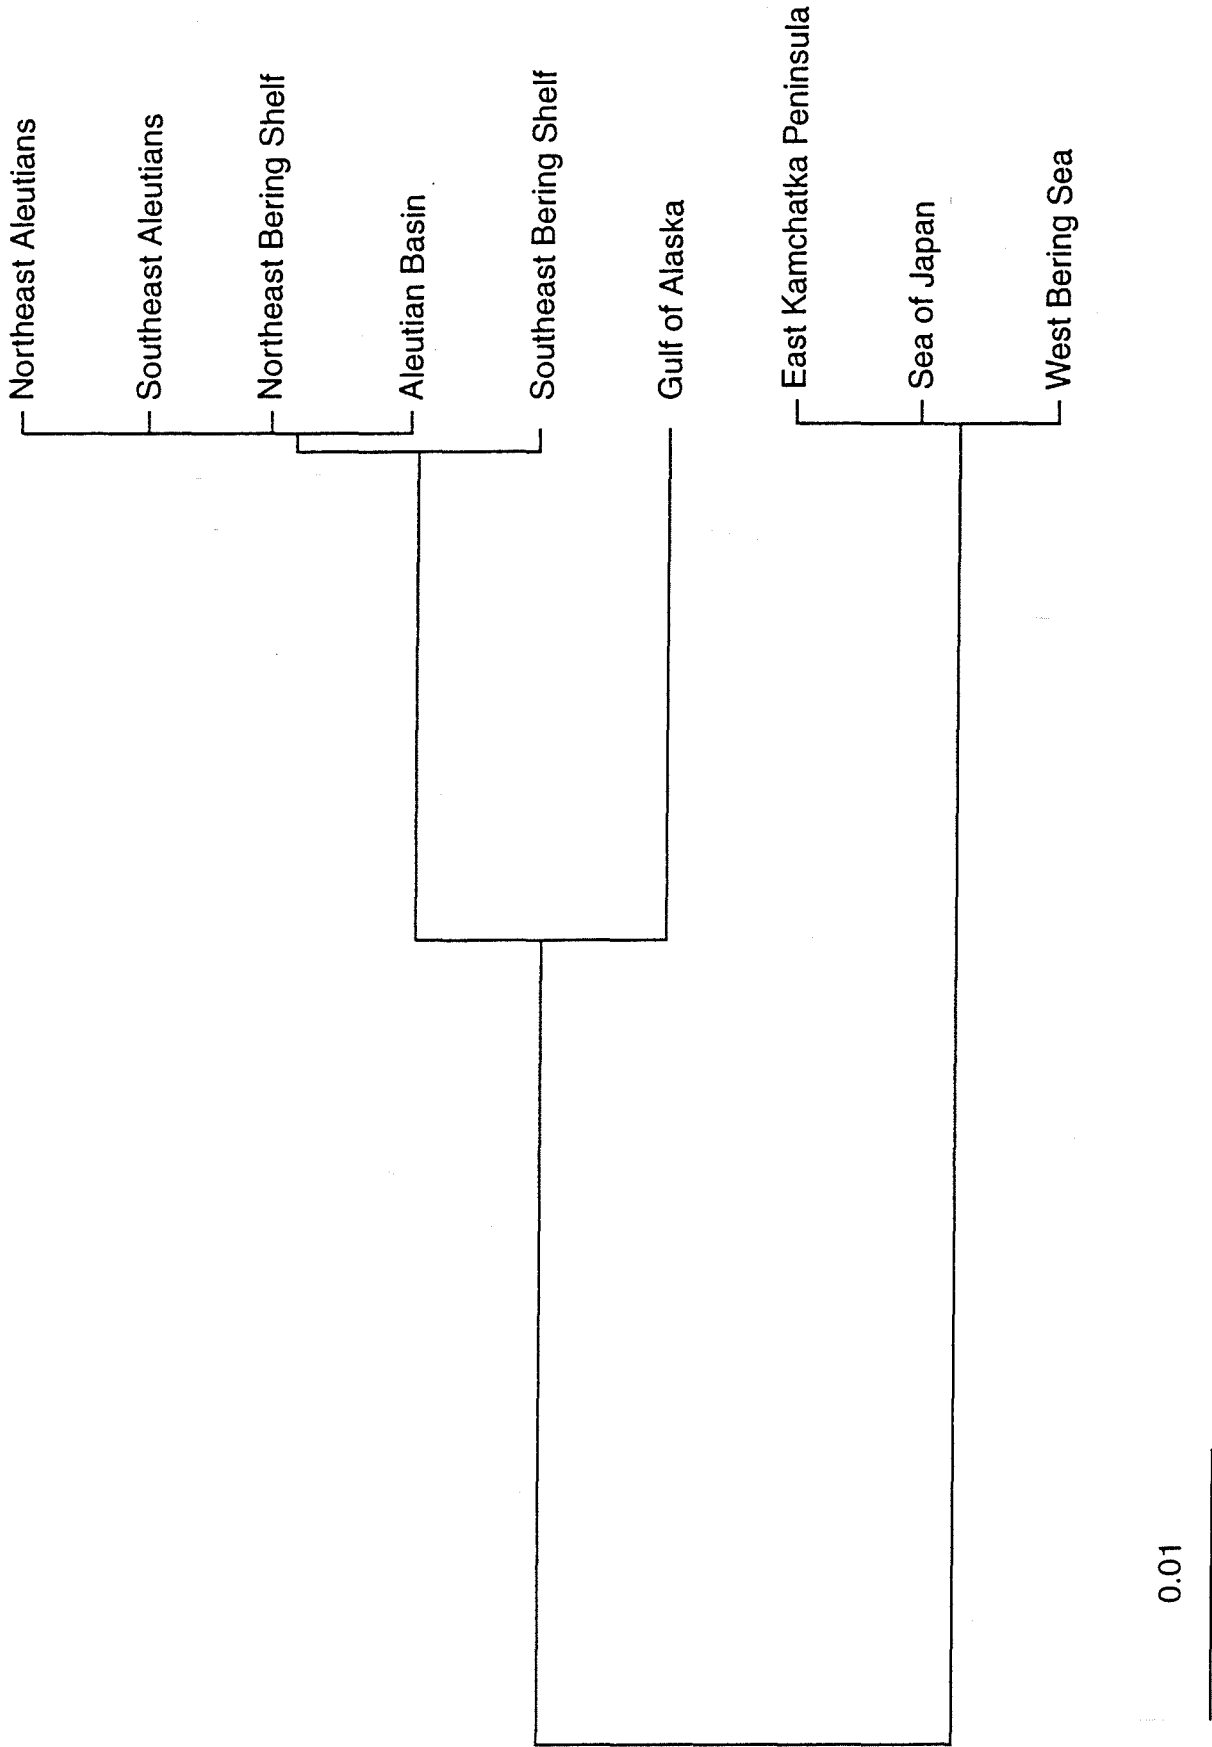 Northeast Aleutians
Southeast Aleutians
Northeast Bering Shelf
Aleutian Basin
Southeast Bering Shelf
Gulf of Alaska
East Kamchatka Peninsula
Sea of Japan
West Bering Sea
0.01